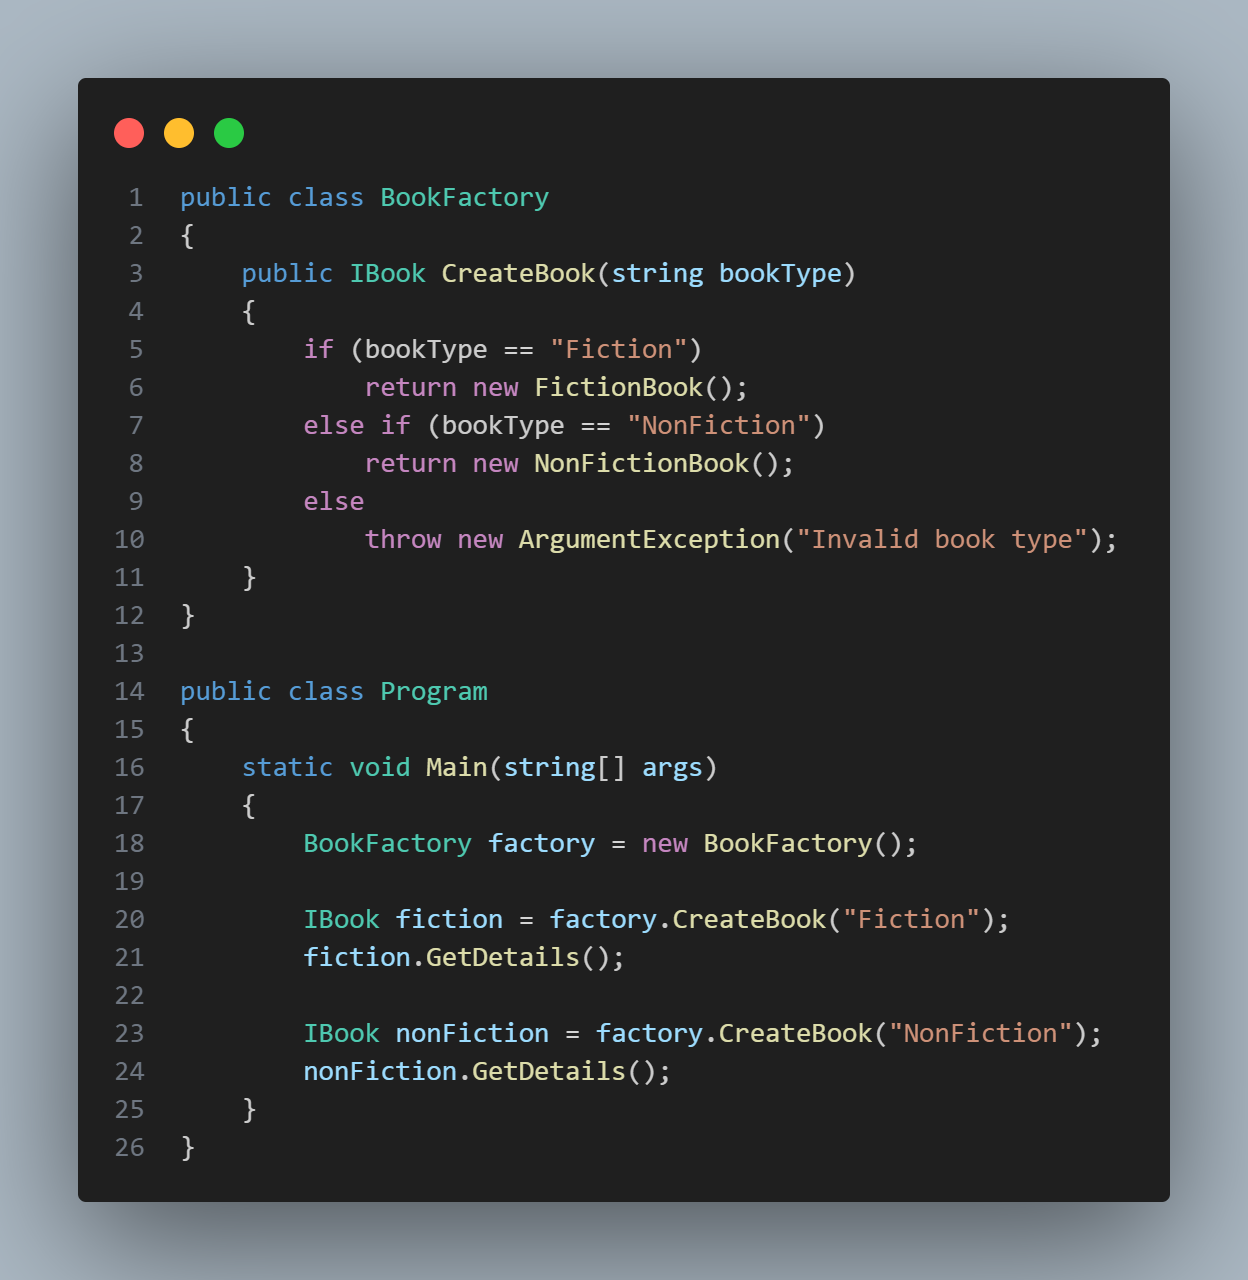 1 public class BookFactory
2 {
3     public IBook CreateBook(string bookType)
4     {
5         if (bookType == "Fiction")
6             return new FictionBook();
7         else if (bookType == "NonFiction")
8             return new NonFictionBook();
9         else
10             throw new ArgumentException("Invalid book type");
11     }
12 }
13
14 public class Program
15 {
16     static void Main(string[] args)
17     {
18         BookFactory factory = new BookFactory();
19
20         IBook fiction = factory.CreateBook("Fiction");
21         fiction.GetDetails();
22
23         IBook nonFiction = factory.CreateBook("NonFiction");
24         nonFiction.GetDetails();
25     }
26 }